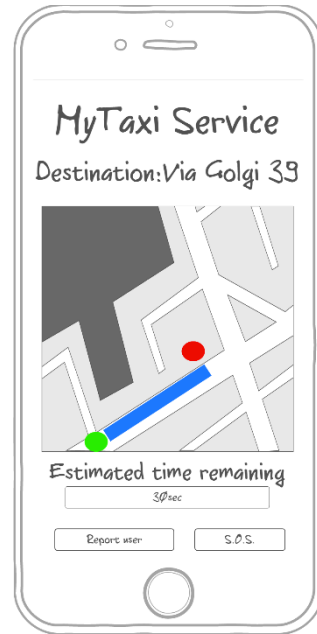 MyTaxi Service
Destination:Via Golgi 39
Estimated time remaining
30sec
Report user S.O.S.